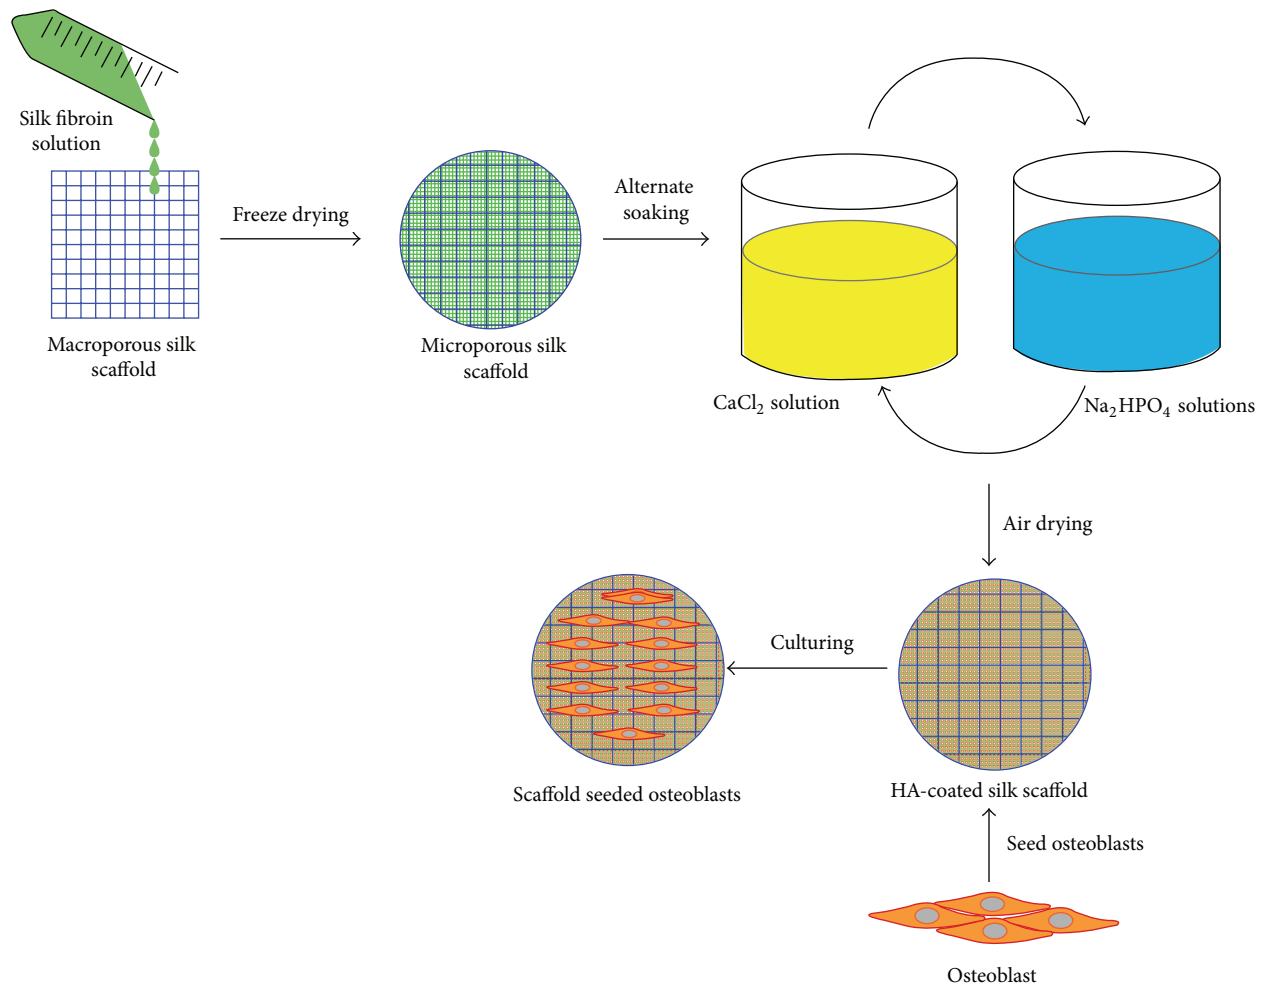 Silk fibroin
solution
Macroporous silk
scaffold
Freeze drying
Microporous silk
scaffold
Alternate
soaking
CaCl₂ solution
Na₂HPO₄ solutions
Air drying
HA-coated silk scaffold
Culturing
Scaffold seeded osteoblasts
Seed osteoblasts
Osteoblast